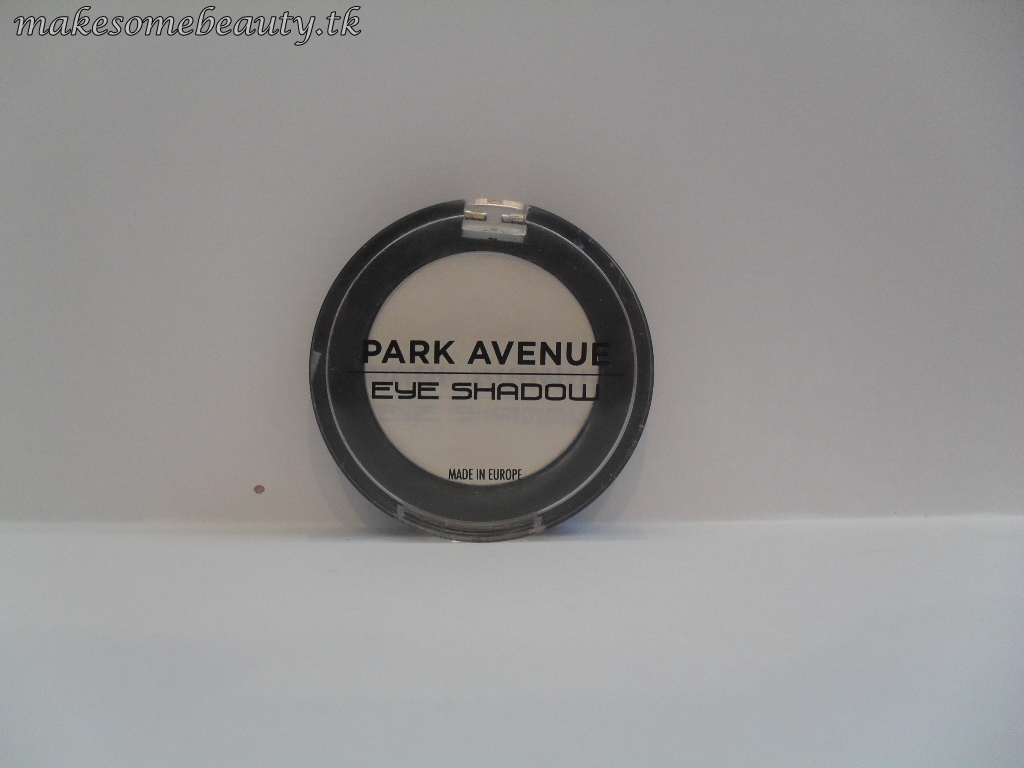 makesomebeauty.tk
PARK AVENUE
EYE SHADOW
MADE IN EUROPE